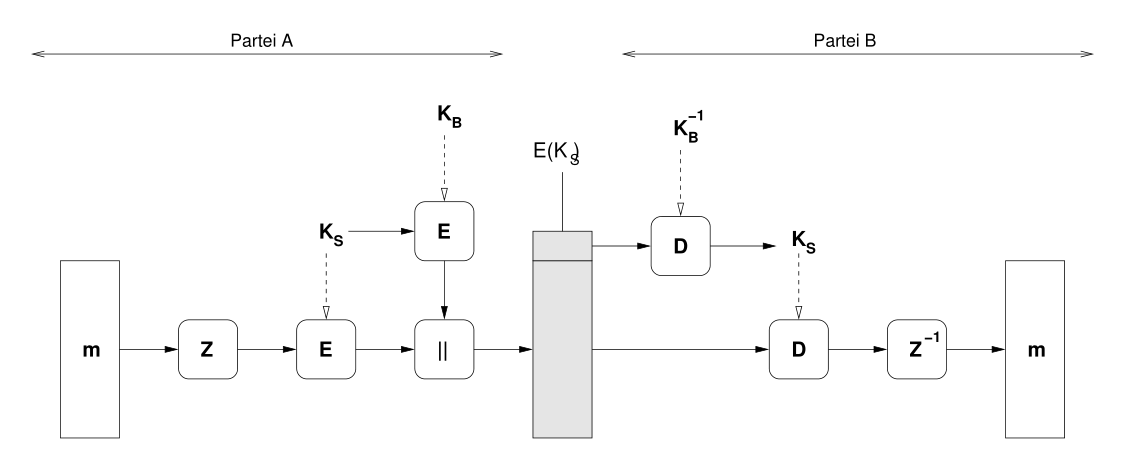 Partei A
Partei B
K_B
K_B^−1
E(K_S)
K_S
E
D
K_S
m
Z
E
||
D
Z^−1
m